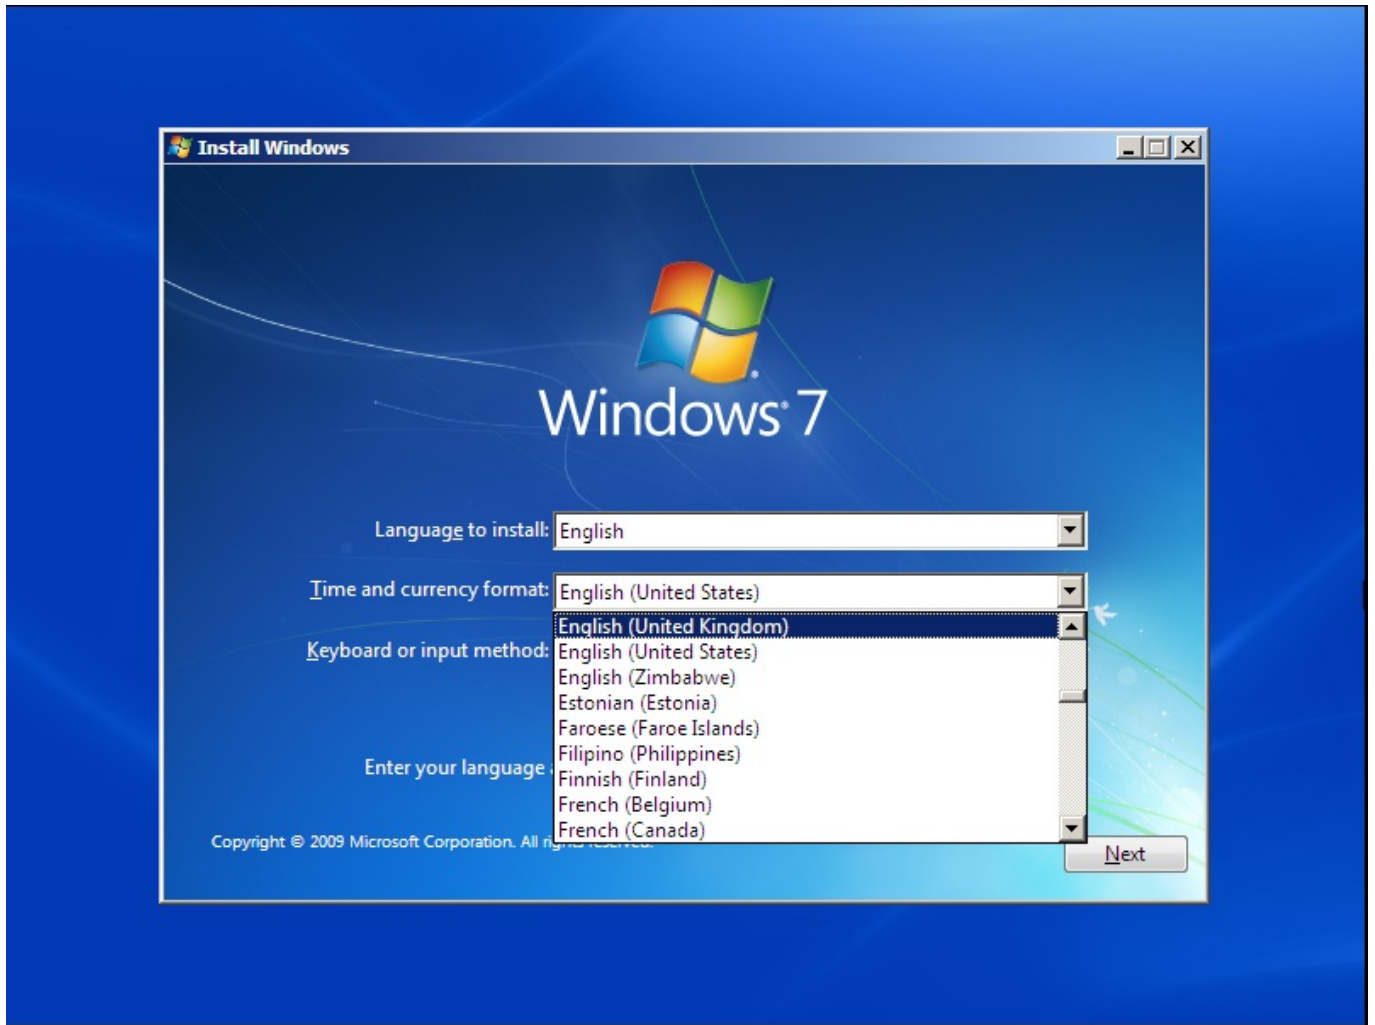 Install Windows
Windows® 7
Language to install: English
Time and currency format: English (United States)
English (United Kingdom)
Keyboard or input method:
English (United States)
English (Zimbabwe)
Estonian (Estonia)
Faroese (Faroe Islands)
Filipino (Philippines)
Enter your language
Finnish (Finland)
French (Belgium)
French (Canada)
Copyright © 2009 Microsoft Corporation. All rights reserved.
Next